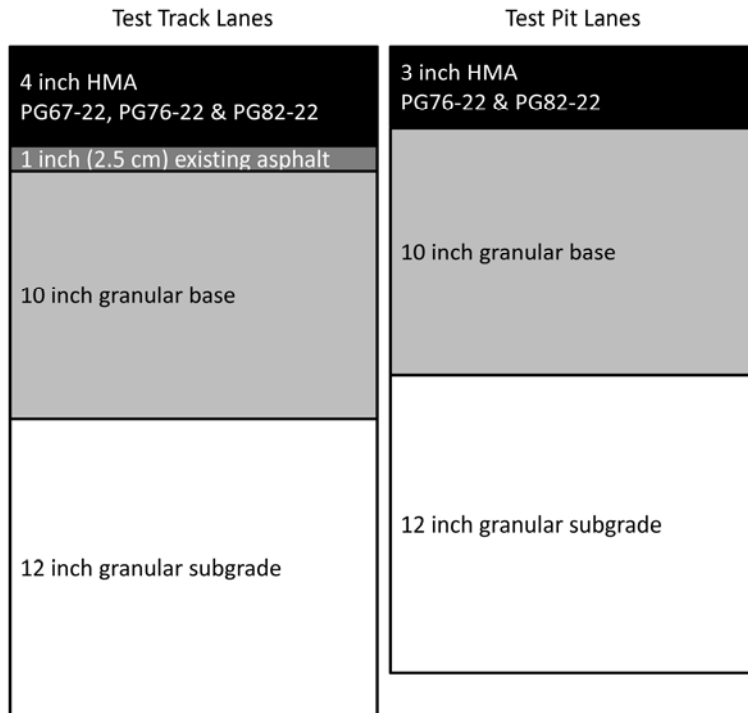 Test Track Lanes
4 inch HMA
PG67-22, PG76-22 & PG82-22
1 inch (2.5 cm) existing asphalt
10 inch granular base
12 inch granular subgrade
Test Pit Lanes
3 inch HMA
PG76-22 & PG82-22
10 inch granular base
12 inch granular subgrade